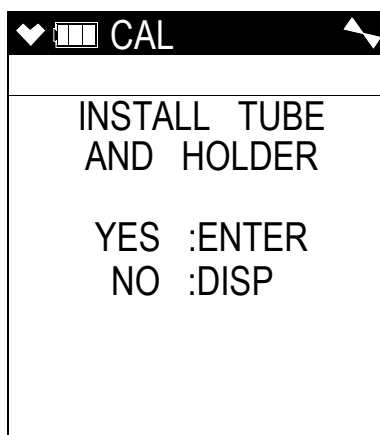 CAL
INSTALL TUBE
AND HOLDER
YES :ENTER
NO :DISP